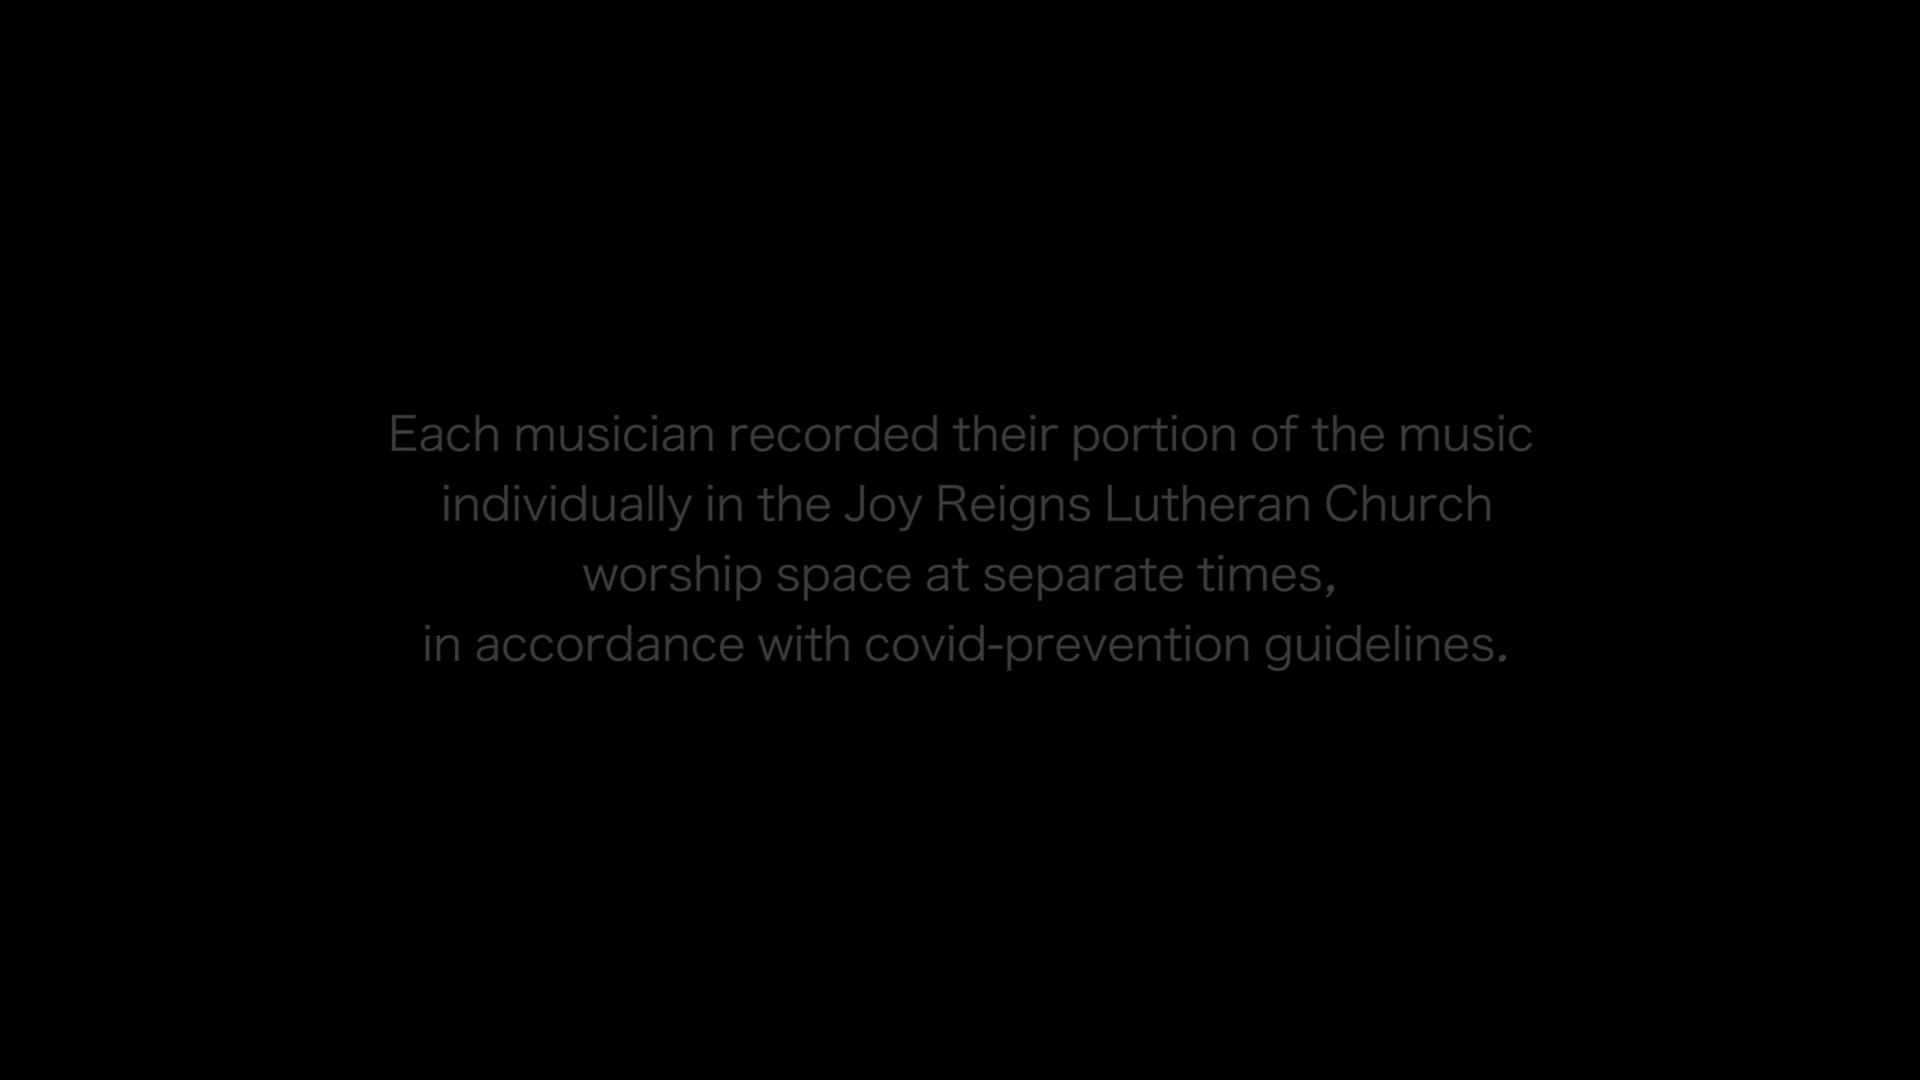 Each musician recorded their portion of the music
individually in the Joy Reigns Lutheran Church
worship space at separate times,
in accordance with covid-prevention guidelines.